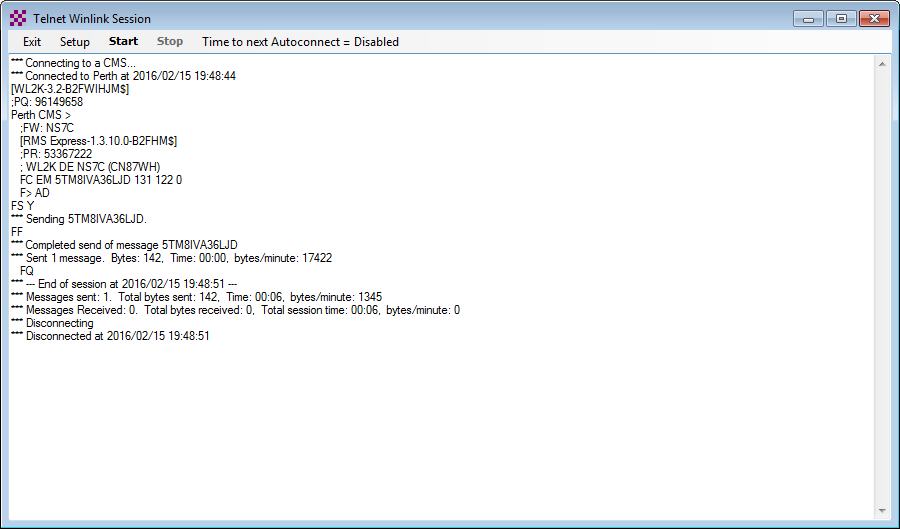 Telnet Winlink Session
Exit Setup Start Stop Time to next Autoconnect = Disabled
*** Connecting to a CMS...
*** Connected to Perth at 2016/02/15 19:48:44
[WL2K-3.2-B2FWIHJM$]
;PQ: 96149658
Perth CMS >
;FW: NS7C
[RMS Express-1.3.10.0-B2FHM$]
;PR: 53367222
; WL2K DE NS7C (CN87WH)
FC EM 5TM8IVA36LJD 131 122 0
F> AD
FS Y
*** Sending 5TM8IVA36LJD.
FF
*** Completed send of message 5TM8IVA36LJD
*** Sent 1 message. Bytes: 142, Time: 00:00, bytes/minute: 17422
FQ
*** --- End of session at 2016/02/15 19:48:51 ---
*** Messages sent: 1. Total bytes sent: 142, Time: 00:06, bytes/minute: 1345
*** Messages Received: 0. Total bytes received: 0, Total session time: 00:06, bytes/minute: 0
*** Disconnecting
*** Disconnected at 2016/02/15 19:48:51